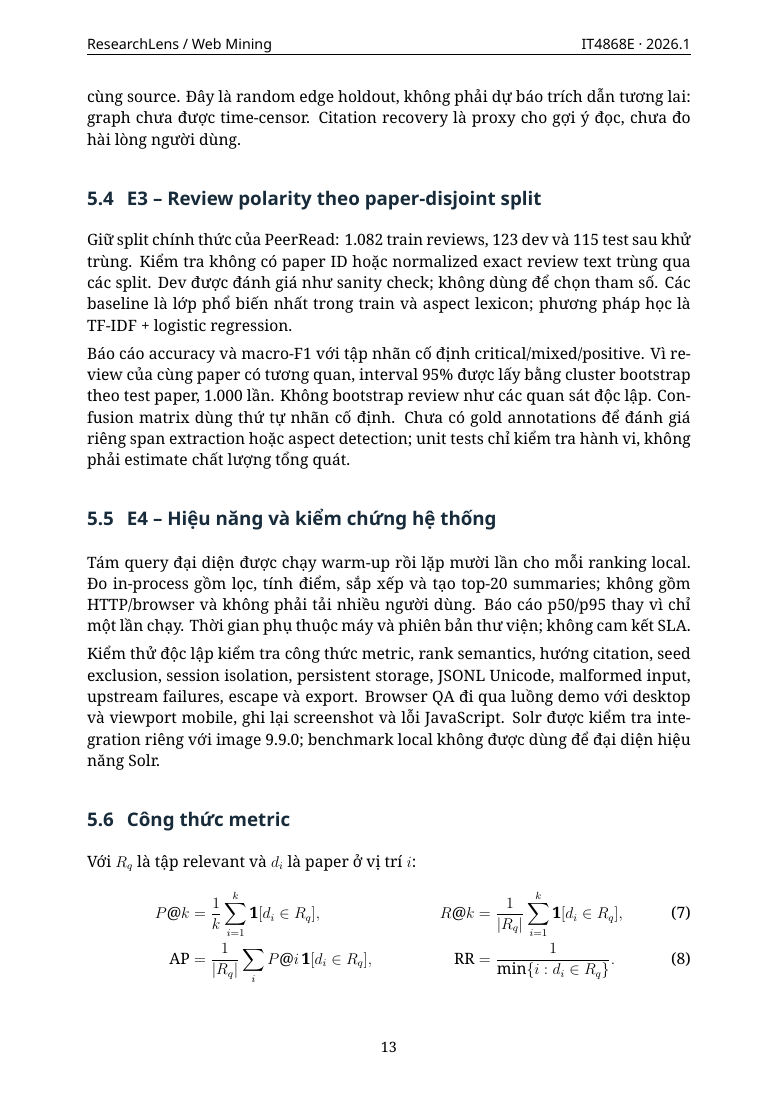 ResearchLens / Web Mining IT4868E · 2026.1
cùng source. Đây là random edge holdout, không phải dự báo trích dẫn tương lai:
graph chưa được time-censor. Citation recovery là proxy cho gợi ý đọc, chưa đo
hài lòng người dùng.
5.4 E3 – Review polarity theo paper-disjoint split
Giữ split chính thức của PeerRead: 1.082 train reviews, 123 dev và 115 test sau khử
trùng. Kiểm tra không có paper ID hoặc normalized exact review text trùng qua
các split. Dev được đánh giá như sanity check; không dùng để chọn tham số. Các
baseline là lớp phổ biến nhất trong train và aspect lexicon; phương pháp học là
TF-IDF + logistic regression.
Báo cáo accuracy và macro-F1 với tập nhãn cố định critical/mixed/positive. Vì re-
view của cùng paper có tương quan, interval 95% được lấy bằng cluster bootstrap
theo test paper, 1.000 lần. Không bootstrap review như các quan sát độc lập. Con-
fusion matrix dùng thứ tự nhãn cố định. Chưa có gold annotations để đánh giá
riêng span extraction hoặc aspect detection; unit tests chỉ kiểm tra hành vi, không
phải estimate chất lượng tổng quát.
5.5 E4 – Hiệu năng và kiểm chứng hệ thống
Tám query đại diện được chạy warm-up rồi lặp mười lần cho mỗi ranking local.
Đo in-process gồm lọc, tính điểm, sắp xếp và tạo top-20 summaries; không gồm
HTTP/browser và không phải tải nhiều người dùng. Báo cáo p50/p95 thay vì chỉ
một lần chạy. Thời gian phụ thuộc máy và phiên bản thư viện; không cam kết SLA.
Kiểm thử độc lập kiểm tra công thức metric, rank semantics, hướng citation, seed
exclusion, session isolation, persistent storage, JSONL Unicode, malformed input,
upstream failures, escape và export. Browser QA đi qua luồng demo với desktop
và viewport mobile, ghi lại screenshot và lỗi JavaScript. Solr được kiểm tra inte-
gration riêng với image 9.9.0; benchmark local không được dùng để đại diện hiệu
năng Solr.
5.6 Công thức metric
Với R_q là tập relevant và d_i là paper ở vị trí i:
P@k = \frac{1}{k} \sum_{i=1}^{k} 1[d_i ∈ R_q], R@k = \frac{1}{|R_q|} \sum_{i=1}^{k} 1[d_i ∈ R_q], (7)
AP = \frac{1}{|R_q|} \sum_{i} P@i 1[d_i ∈ R_q], RR = \frac{1}{min{i : d_i ∈ R_q}}. (8)
13